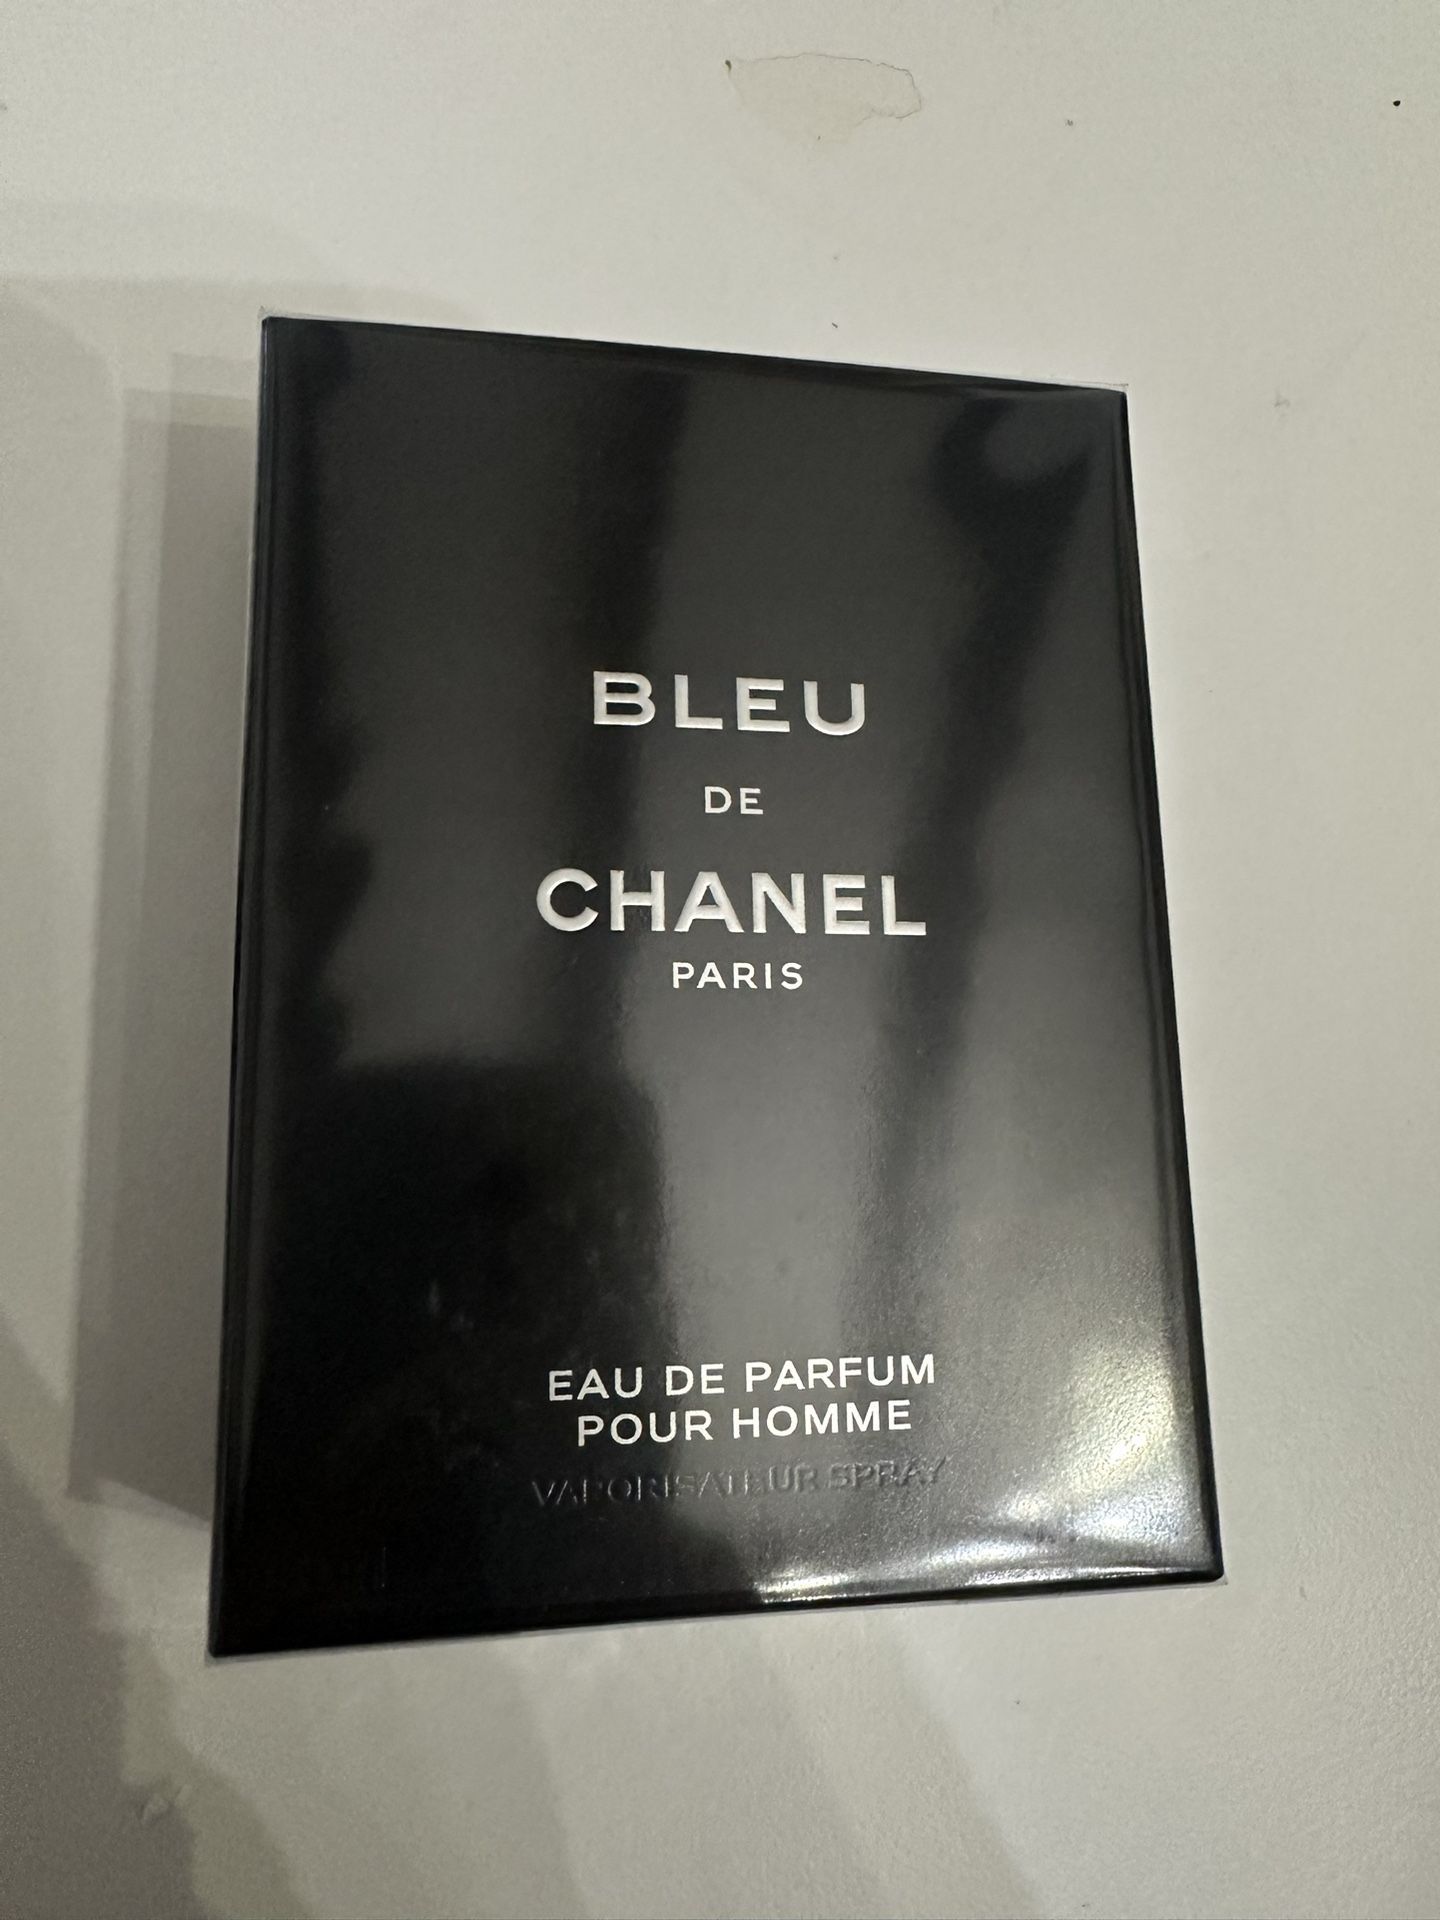 BLEU
DE
CHANEL
PARIS
EAU DE PARFUM
POUR HOMME
VAPORISATEUR SPRAY